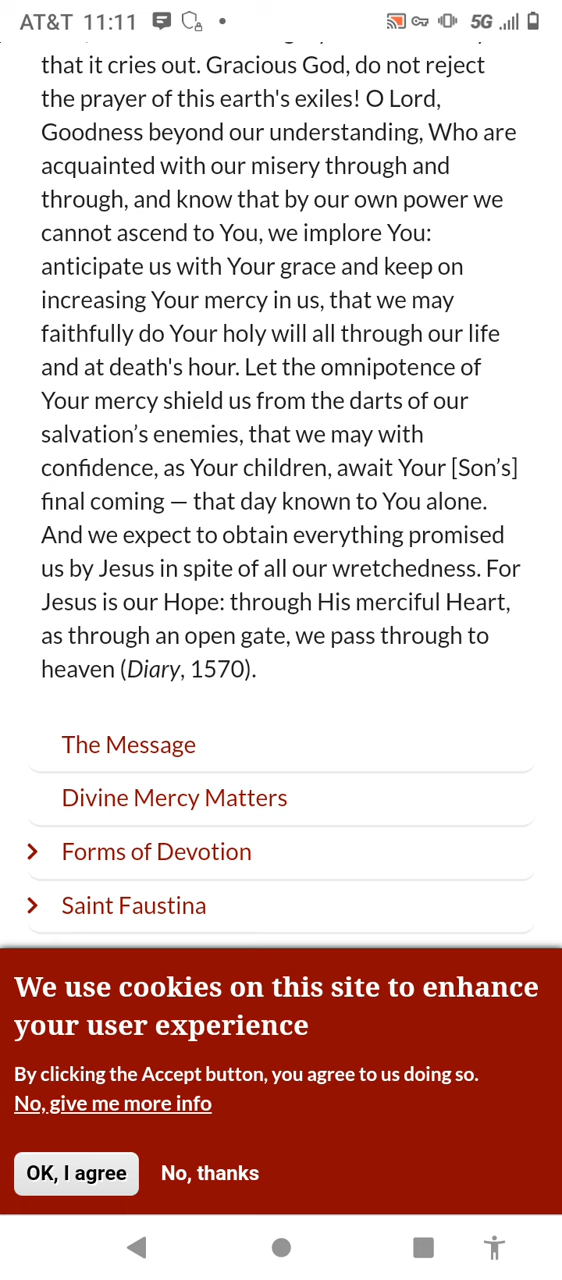 AT&T 11:11
5G
that it cries out. Gracious God, do not reject
the prayer of this earth's exiles! O Lord,
Goodness beyond our understanding, Who are
acquainted with our misery through and
through, and know that by our own power we
cannot ascend to You, we implore You:
anticipate us with Your grace and keep on
increasing Your mercy in us, that we may
faithfully do Your holy will all through our life
and at death's hour. Let the omnipotence of
Your mercy shield us from the darts of our
salvation’s enemies, that we may with
confidence, as Your children, await Your [Son’s]
final coming — that day known to You alone.
And we expect to obtain everything promised
us by Jesus in spite of all our wretchedness. For
Jesus is our Hope: through His merciful Heart,
as through an open gate, we pass through to
heaven (Diary, 1570).
The Message
Divine Mercy Matters
Forms of Devotion
Saint Faustina
We use cookies on this site to enhance
your user experience
By clicking the Accept button, you agree to us doing so.
No, give me more info
OK, I agree
No, thanks